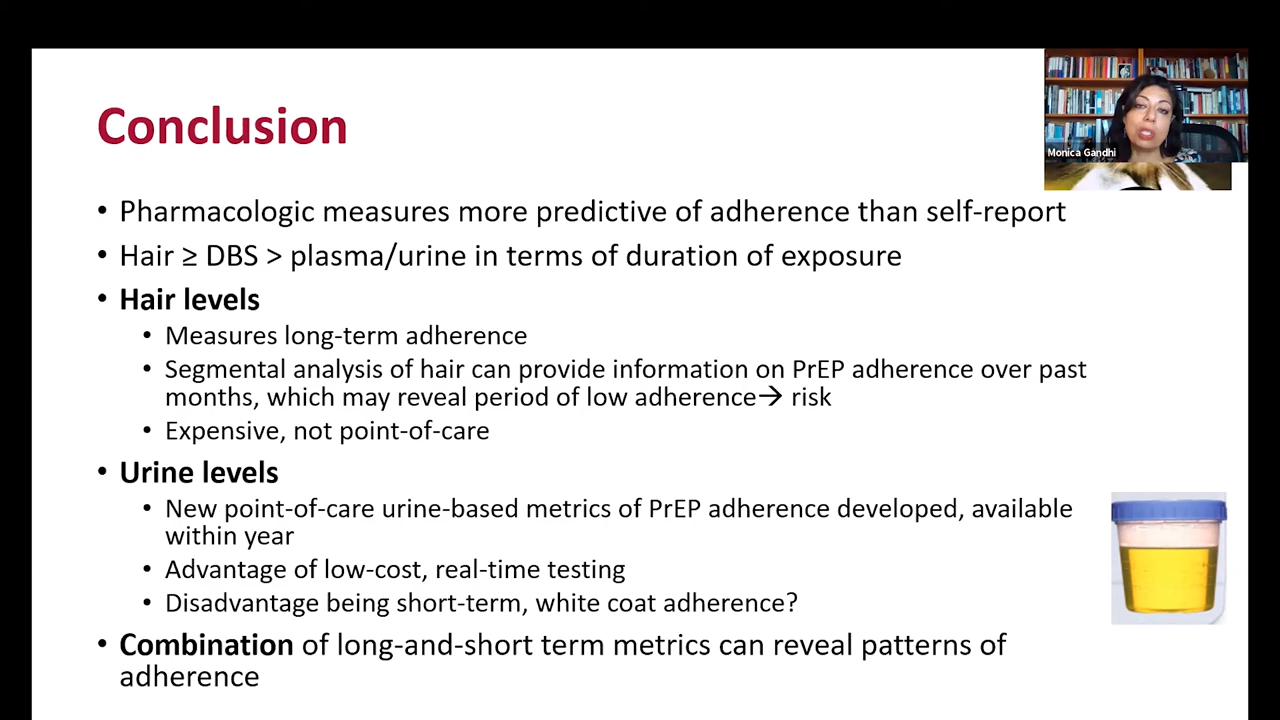 Conclusion
Monica Gandhi
• Pharmacologic measures more predictive of adherence than self-report
• Hair ≥ DBS > plasma/urine in terms of duration of exposure
• Hair levels
• Measures long-term adherence
• Segmental analysis of hair can provide information on PrEP adherence over past
months, which may reveal period of low adherence→ risk
• Expensive, not point-of-care
• Urine levels
• New point-of-care urine-based metrics of PrEP adherence developed, available
within year
• Advantage of low-cost, real-time testing
• Disadvantage being short-term, white coat adherence?
• Combination of long-and-short term metrics can reveal patterns of
adherence